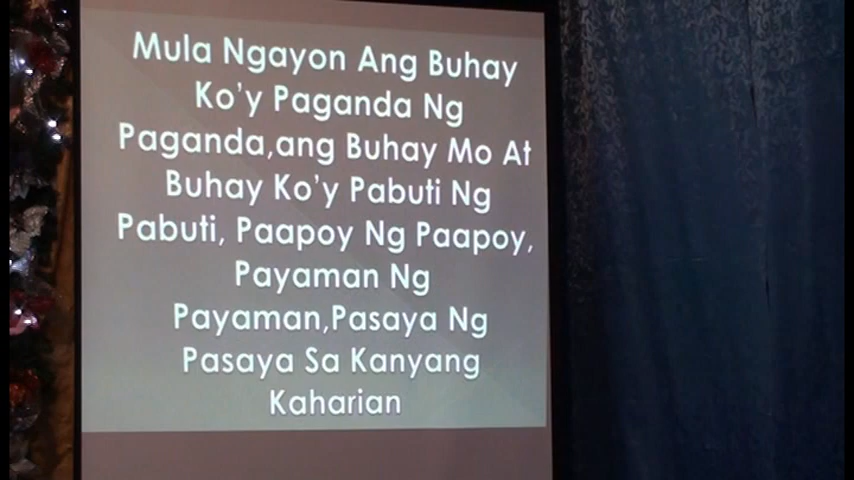 Mula Ngayon Ang Buhay
Ko'y Paganda Ng
Paganda,ang Buhay Mo At
Buhay Ko'y Pabuti Ng
Pabuti, Paapoy Ng Paapoy,
Payaman Ng
Payaman,Pasaya Ng
Pasaya Sa Kanyang
Kaharian